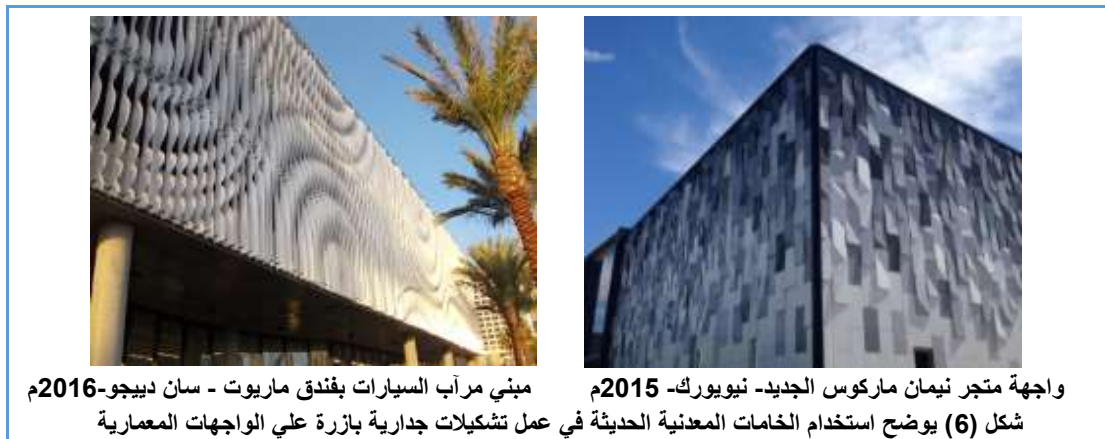 واجهة متجر نيمان ماركوس الجديد- نيويورك- 2015م
مبني مرآب السيارات بفندق ماريوت - سان دييجو-2016م
شكل (6) يوضح استخدام الخامات المعدنية الحديثة في عمل تشكيلات جدارية بارزة علي الواجهات المعمارية